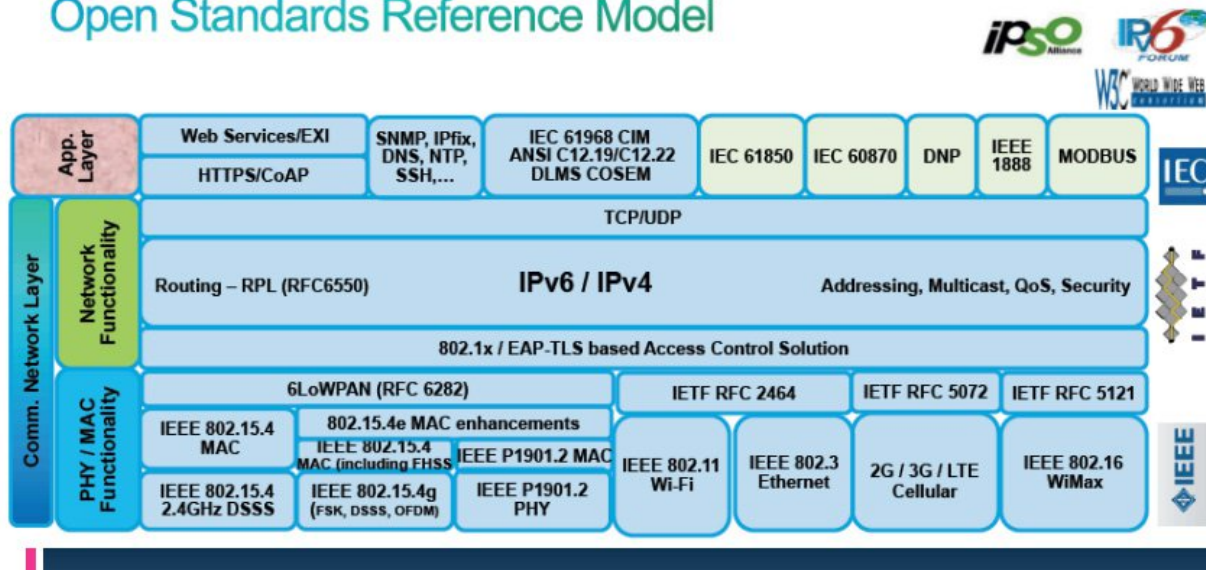 Open Standards Reference Model
ipso
Alliance
IPv6
FORUM
W3C WORLD WIDE WEB
consortium
App.
Layer
Web Services/EXI
HTTPS/CoAP
SNMP, IPfix,
DNS, NTP,
SSH,...
IEC 61968 CIM
ANSI C12.19/C12.22
DLMS COSEM
IEC 61850
IEC 60870
DNP
IEEE
1888
MODBUS
IEC
Comm. Network Layer
Network
Functionality
TCP/UDP
Routing – RPL (RFC6550)
IPv6 / IPv4
Addressing, Multicast, QoS, Security
802.1x / EAP-TLS based Access Control Solution
I E T F
PHY / MAC
Functionality
6LoWPAN (RFC 6282)
IETF RFC 2464
IETF RFC 5072
IETF RFC 5121
IEEE 802.15.4
MAC
802.15.4e MAC enhancements
IEEE 802.15.4
MAC (including FHSS
IEEE P1901.2 MAC
IEEE 802.15.4
2.4GHz DSSS
IEEE 802.15.4g
(FSK, DSSS, OFDM)
IEEE P1901.2
PHY
IEEE 802.11
Wi-Fi
IEEE 802.3
Ethernet
2G / 3G / LTE
Cellular
IEEE 802.16
WiMax
IEEE